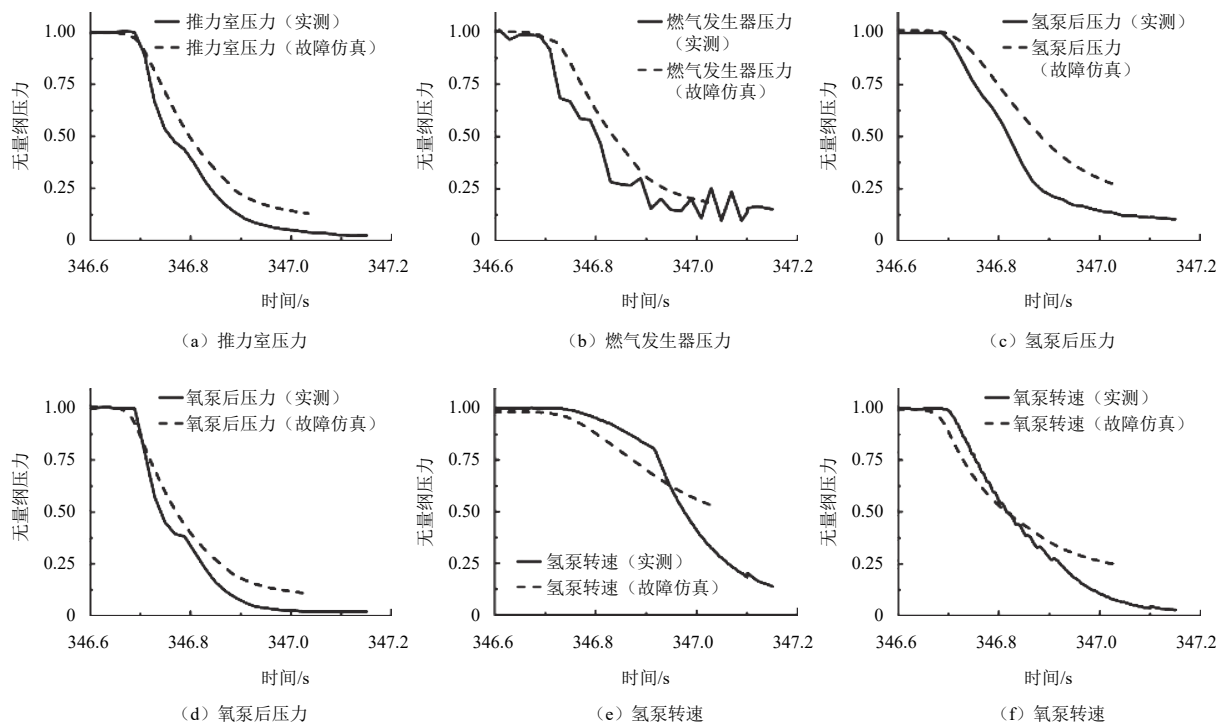 推力室压力（实测）
推力室压力（故障仿真）
1.00
0.75
0.50
0.25
0
无量纲压力
346.6
346.8
347.0
347.2
时间/s
（a）推力室压力
燃气发生器压力
（实测）
燃气发生器压力
（故障仿真）
1.00
0.75
0.50
0.25
0
无量纲压力
346.6
346.8
347.0
347.2
时间/s
（b）燃气发生器压力
氢泵后压力（实测）
氢泵后压力
（故障仿真）
1.00
0.75
0.50
0.25
0
无量纲压力
346.6
346.8
347.0
347.2
时间/s
（c）氢泵后压力
氧泵后压力（实测）
氧泵后压力（故障仿真）
1.00
0.75
0.50
0.25
0
无量纲压力
346.6
346.8
347.0
347.2
时间/s
（d）氧泵后压力
1.00
0.75
0.50
0.25
0
无量纲压力
氢泵转速（实测）
氢泵转速（故障仿真）
346.6
346.8
347.0
347.2
时间/s
（e）氢泵转速
氧泵转速（实测）
氧泵转速（故障仿真）
1.00
0.75
0.50
0.25
0
无量纲压力
346.6
346.8
347.0
347.2
时间/s
（f）氧泵转速